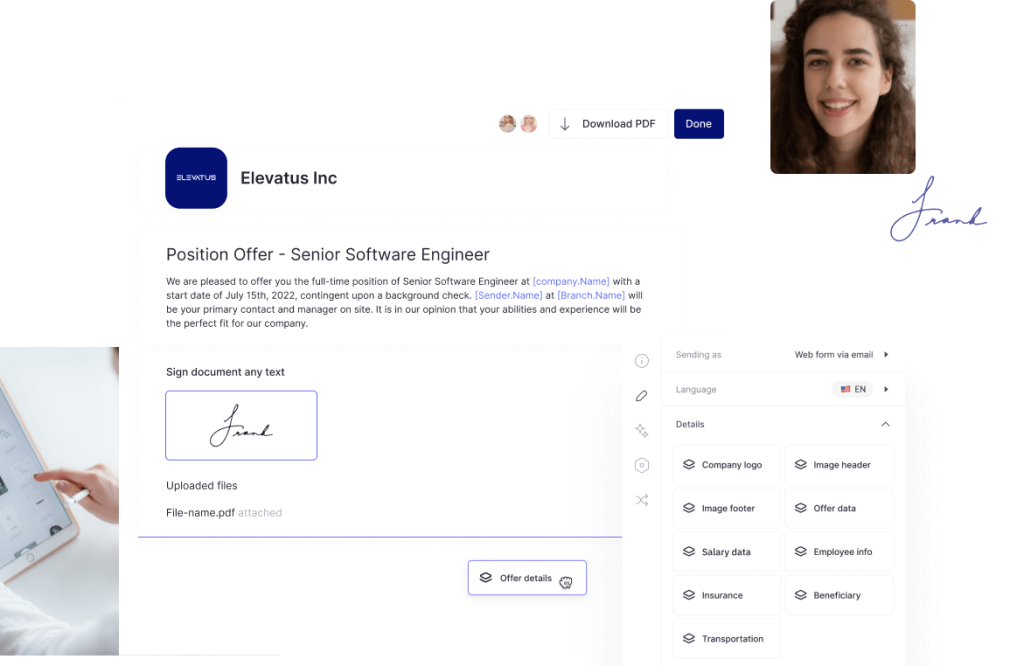 Download PDF
Done
ELEVATUS
Elevatus Inc
Frank
Position Offer - Senior Software Engineer
We are pleased to offer you the full-time position of Senior Software Engineer at [company.Name] with a
start date of July 15th, 2022, contingent upon a background check. [Sender.Name] at [Branch.Name] will
be your primary contact and manager on site. It is in our opinion that your abilities and experience will be
the perfect fit for our company.
Sign document any text
Frank
Uploaded files
File-name.pdf attached
Offer details
Sending as
Web form via email
Language
EN
Details
Company logo
Image header
Image footer
Offer data
Salary data
Employee info
Insurance
Beneficiary
Transportation